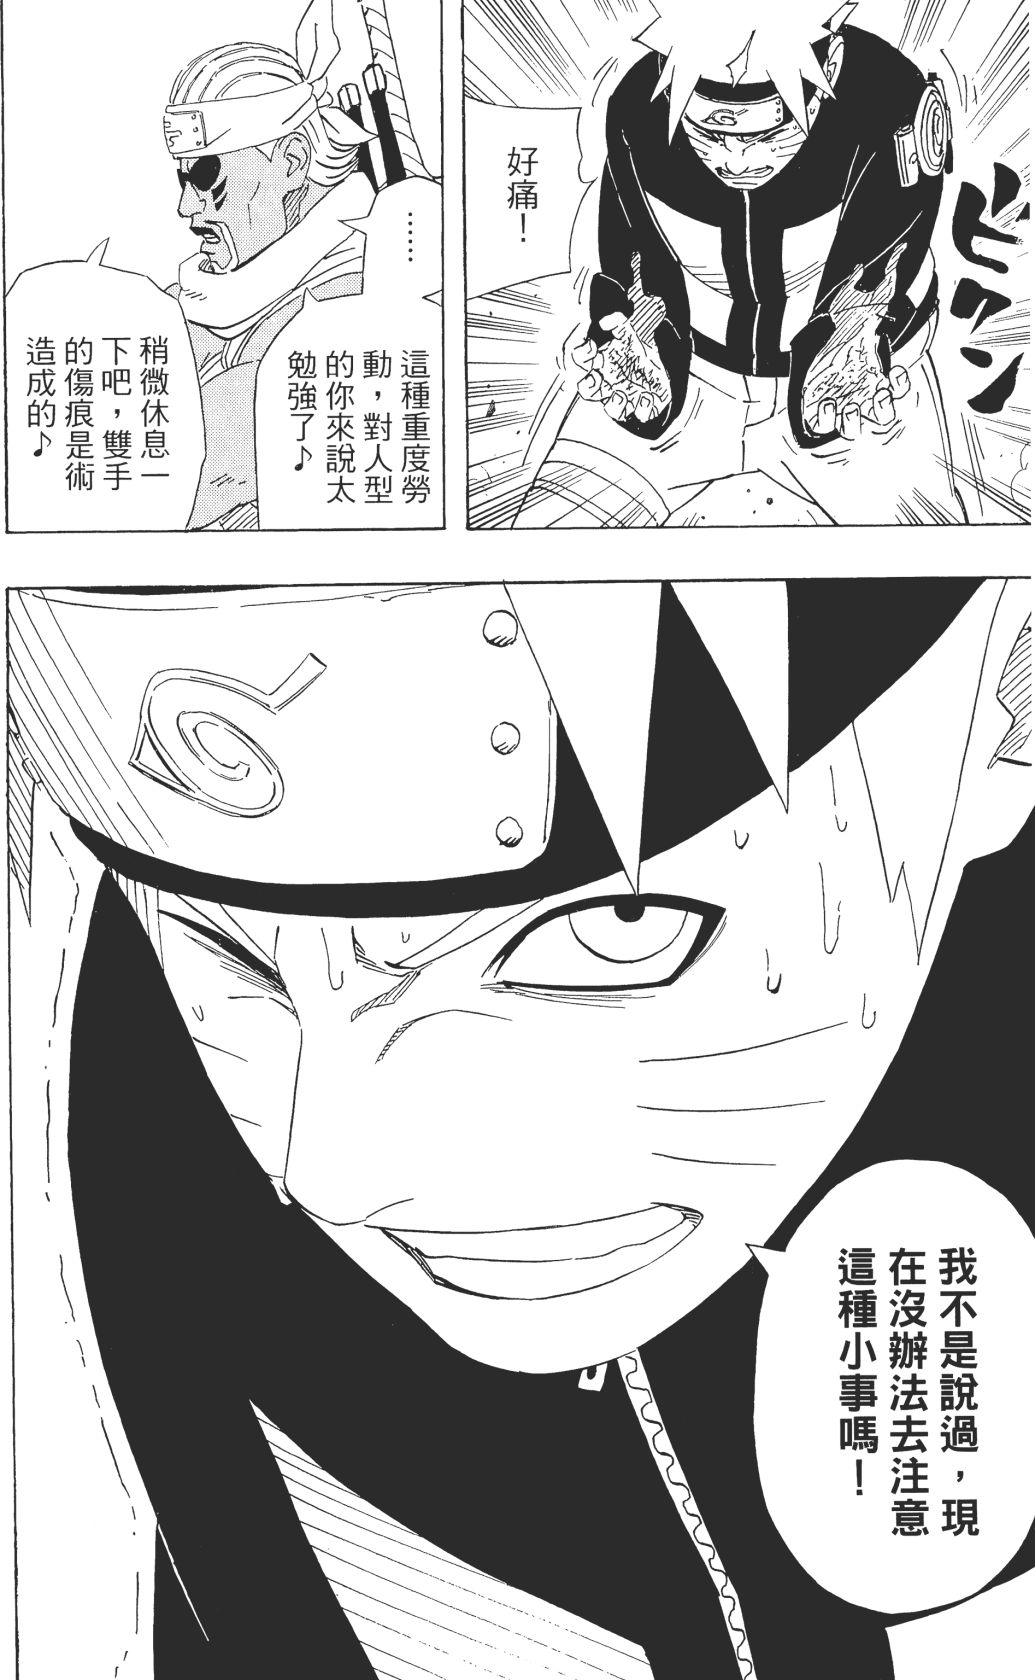 好痛！
ビクン
……
這種重度勞
動，對人型
的你來說太
勉強了♪
稍微休息一
下吧，雙手
的傷痕是術
造成的♪
我不是說過，現
在沒辦法去注意
這種小事嗎！